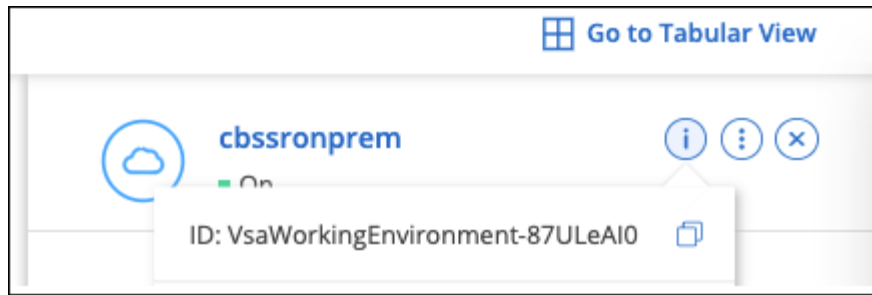 Go to Tabular View
cbssronprem
On
ID: VsaWorkingEnvironment-87ULeAI0